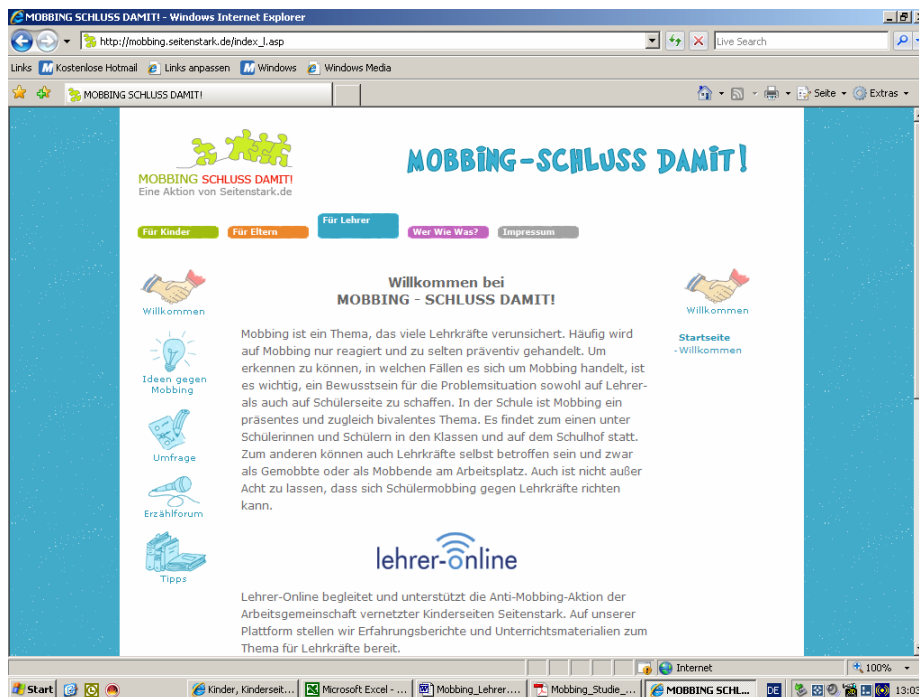 MOBBING SCHLUSS DAMIT! - Windows Internet Explorer
http://mobbing.seitenstark.de/index_l.asp
Live Search
Links Kostenlose Hotmail Links anpassen Windows Windows Media
MOBBING SCHLUSS DAMIT!
Seite Extras
MOBBING SCHLUSS DAMIT!
Eine Aktion von Seitenstark.de
MOBBING-SCHLUSS DAMIT!
Für Kinder Für Eltern Für Lehrer Wer Wie Was? Impressum
Willkommen
Ideen gegen
Mobbing
Umfrage
Erzählforum
Tipps
Willkommen bei
MOBBING - SCHLUSS DAMIT!
Mobbing ist ein Thema, das viele Lehrkräfte verunsichert. Häufig wird
auf Mobbing nur reagiert und zu selten präventiv gehandelt. Um
erkennen zu können, in welchen Fällen es sich um Mobbing handelt, ist
es wichtig, ein Bewusstsein für die Problemsituation sowohl auf Lehrer-
als auch auf Schülerseite zu schaffen. In der Schule ist Mobbing ein
präsentes und zugleich bivalentes Thema. Es findet zum einen unter
Schülerinnen und Schülern in den Klassen und auf dem Schulhof statt.
Zum anderen können auch Lehrkräfte selbst betroffen sein und zwar
als Gemobbte oder als Mobbende am Arbeitsplatz. Auch ist nicht außer
Acht zu lassen, dass sich Schülermobbing gegen Lehrkräfte richten
kann.
lehrer-online
Lehrer-Online begleitet und unterstützt die Anti-Mobbing-Aktion der
Arbeitsgemeinschaft vernetzter Kinderseiten Seitenstark. Auf unserer
Plattform stellen wir Erfahrungsberichte und Unterrichtsmaterialien zum
Thema für Lehrkräfte bereit.
Willkommen
Startseite
- Willkommen
Internet
100%
Start
Kinder, Kinderseit...
Microsoft Excel - ...
Mobbing_Lehrer....
Mobbing_Studie_...
MOBBING SCHL...
DE
13:03